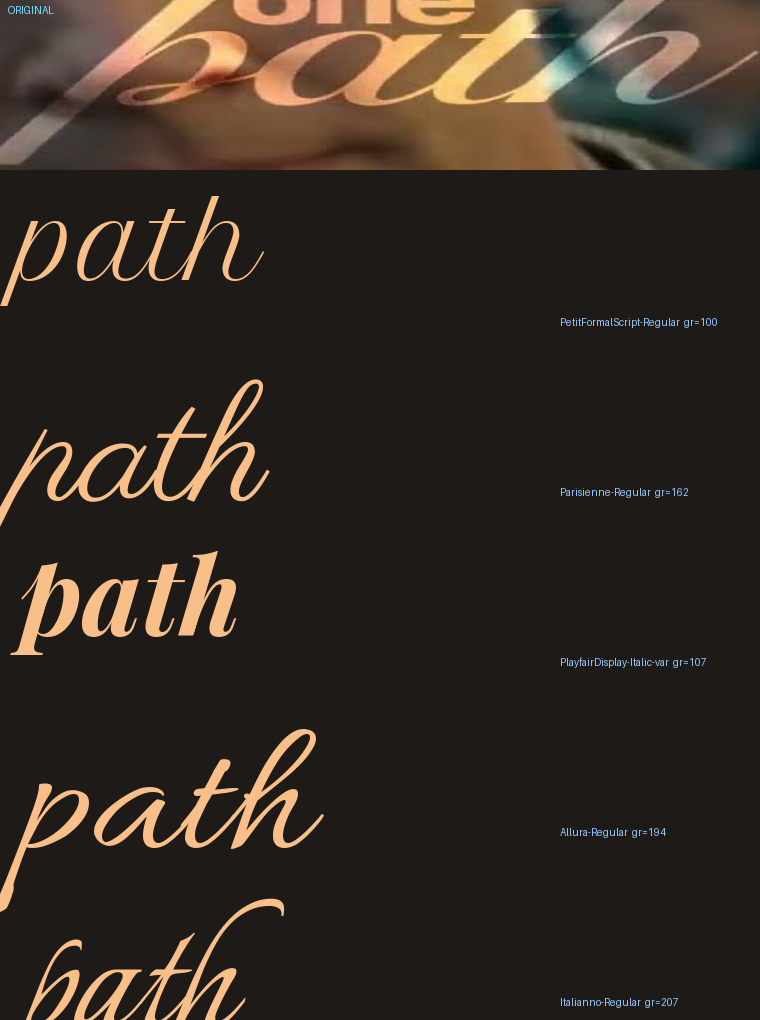 ORIGINAL
one
path
path
PetitFormalScript-Regular gr=100
path
Parisienne-Regular gr=162
path
PlayfairDisplay-Italic-var gr=107
path
Allura-Regular gr=194
path
Italianno-Regular gr=207